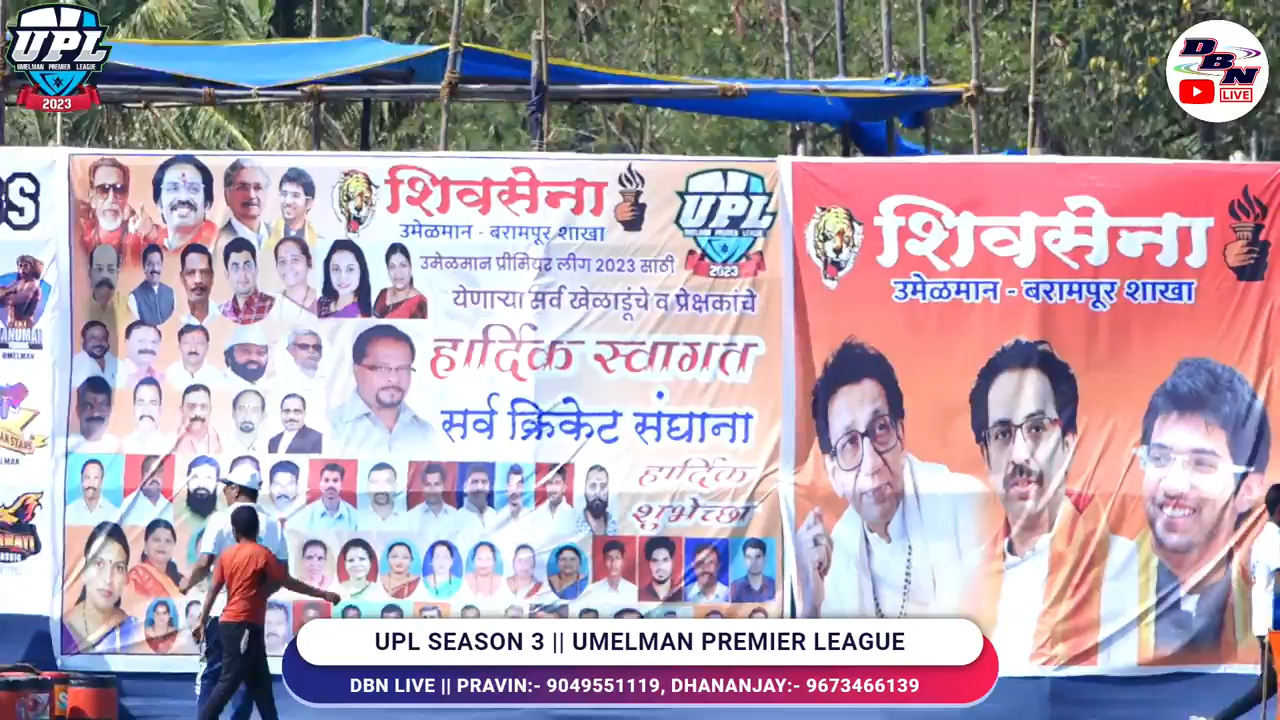 UPL
UMELMAN PREMIER LEAGUE
2023
DBN
LIVE
शिवसेना
उमेळमान - बरामपूर शाखा
उमेळमान प्रीमियर लीग 2023 साठी
येणाऱ्या सर्व खेळाडूंचे व प्रेक्षकांचे
हार्दिक स्वागत
सर्व क्रिकेट संघाना
हार्दिक
शुभेच्छा
UPL
UMELMAN PREMIER LEAGUE
2023
शिवसेना
उमेळमान - बरामपूर शाखा
UPL SEASON 3 || UMELMAN PREMIER LEAGUE
DBN LIVE || PRAVIN:- 9049551119, DHANANJAY:- 9673466139